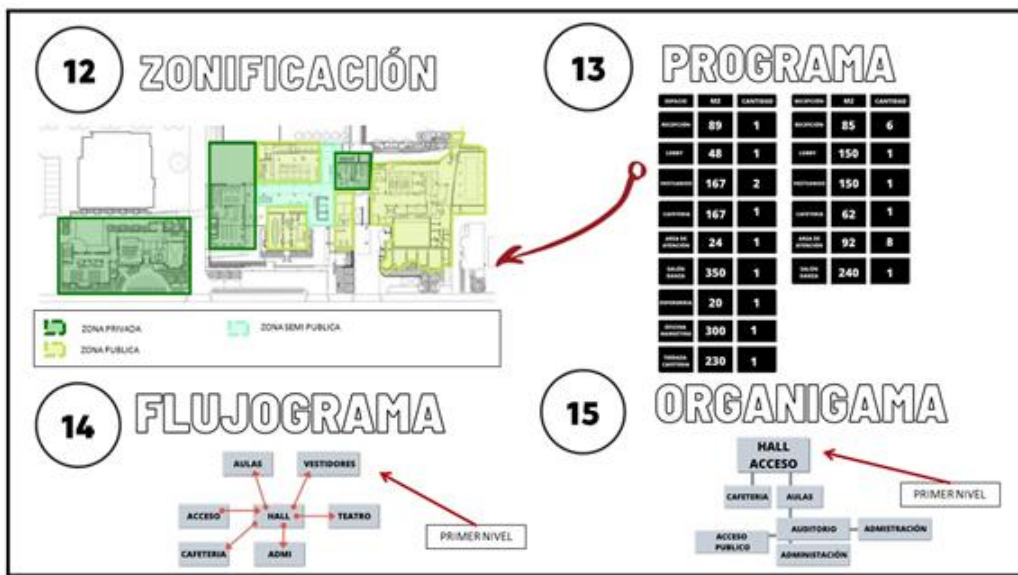 12
ZONIFICACIÓN
ZONA PRIVADA
ZONA SEMI PUBLICA
ZONA PUBLICA
13
PROGRAMA
ESPACIO M2 CANTIDAD
RECEPCIÓN 89 1
LOBBY 48 1
VESTUARIOS 167 2
CAFETERIA 167 1
AREA DE
ATENCIÓN 24 1
SALÓN
DANZA 350 1
ENFERMERIA 20 1
OFICINA
MARKETING 300 1
TERRAZA
CAFETERIA 230 1
RECEPCIÓN M2 CANTIDAD
RECEPCIÓN 85 6
LOBBY 150 1
VESTUARIOS 150 1
CAFETERIA 62 1
AREA DE
ATENCIÓN 92 8
SALÓN
DANZA 240 1
14
FLUJOGRAMA
AULAS
VESTIDORES
ACCESO
HALL
TEATRO
CAFETERIA
ADMI
PRIMER NIVEL
15
ORGANIGAMA
HALL
ACCESO
CAFETERIA
AULAS
PRIMER NIVEL
AUDITORIO
ADMISTRACIÓN
ACCESO
PUBLICO
ADMINISTACIÓN